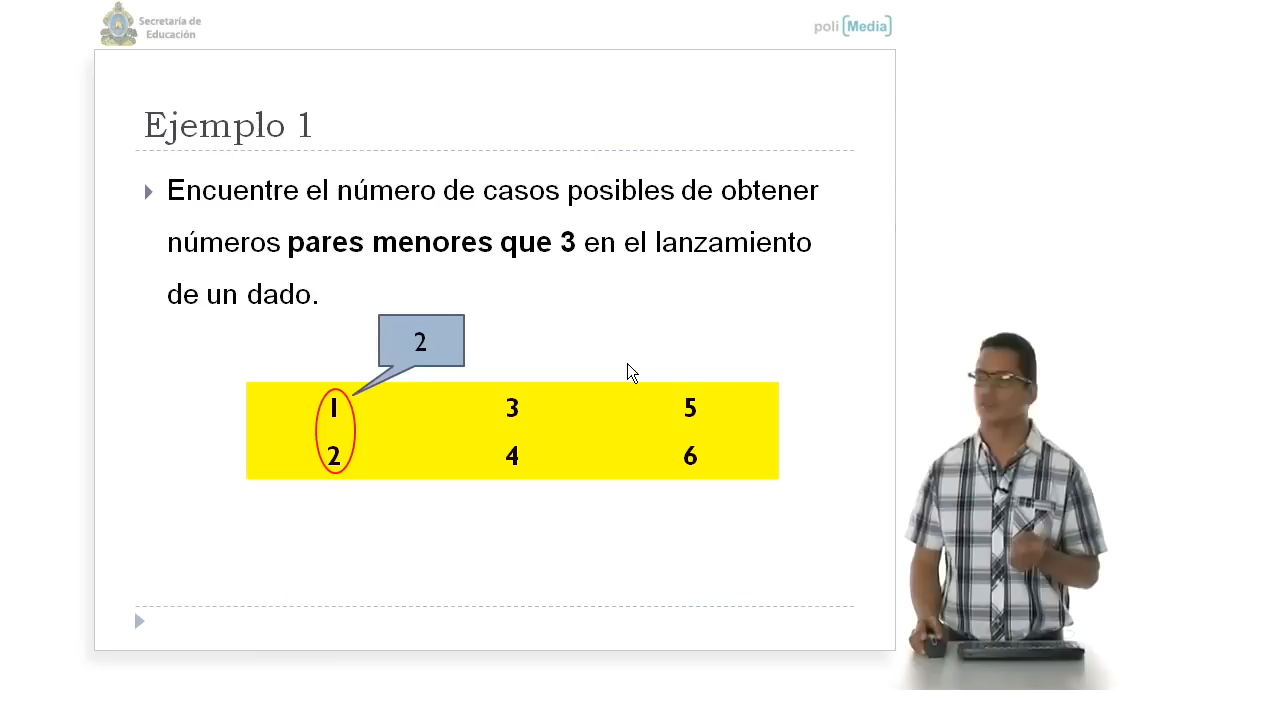 Secretaría de
Educación
poli [Media]
Ejemplo 1
Encuentre el número de casos posibles de obtener
números pares menores que 3 en el lanzamiento
de un dado.
2
1 3 5
2 4 6